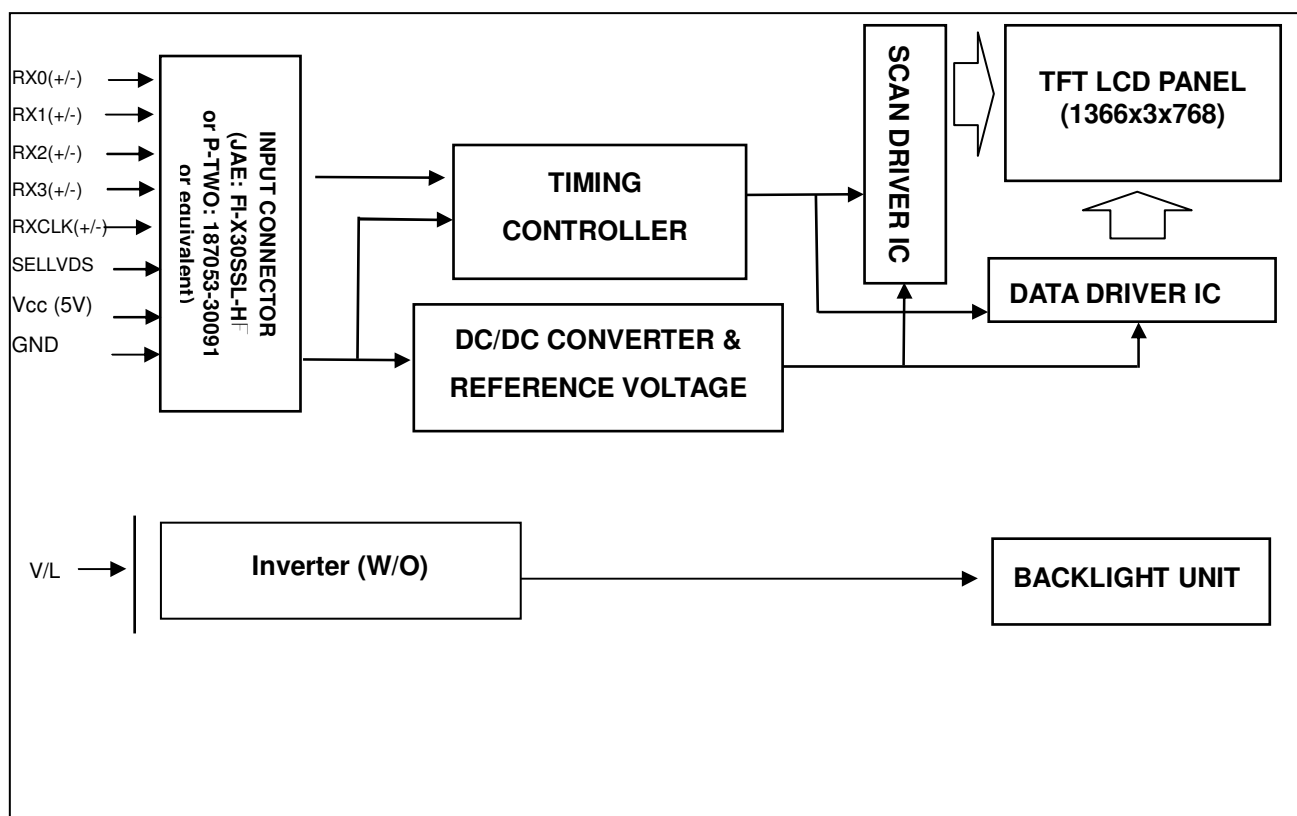 RX0(+/-)
RX1(+/-)
RX2(+/-)
RX3(+/-)
RXCLK(+/-)
SELLVDS
Vcc (5V)
GND
INPUT CONNECTOR
(JAE: FI-X30SSL-HF
or P-TWO: 187053-30091
or equivalent)
TIMING
CONTROLLER
DC/DC CONVERTER &
REFERENCE VOLTAGE
SCAN DRIVER IC
TFT LCD PANEL
(1366x3x768)
DATA DRIVER IC
V/L
Inverter (W/O)
BACKLIGHT UNIT